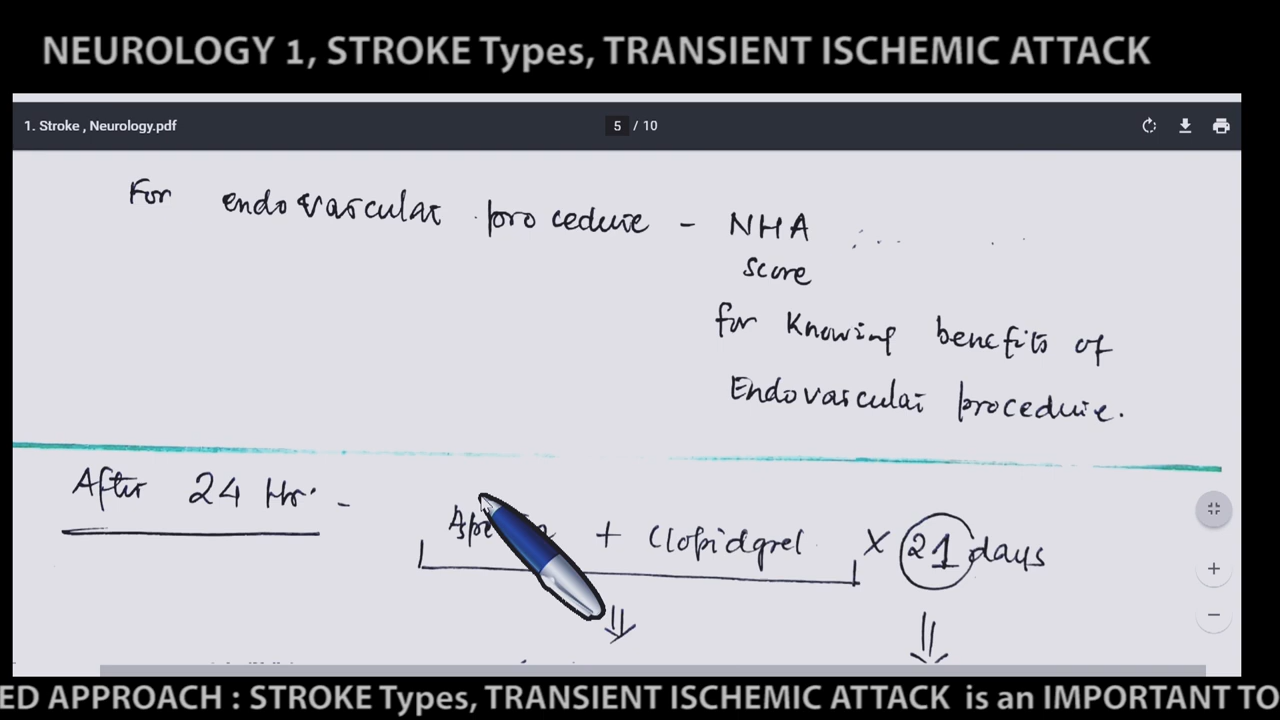 NEUROLOGY 1, STROKE Types, TRANSIENT ISCHEMIC ATTACK
1. Stroke , Neurology.pdf 5 / 10
For endovascular procedure - NHA
score
for Knowing benefits of
Endovascular procedure.
After 24 Hr. - + Clopidgrel × 21 days
ED APPROACH : STROKE Types, TRANSIENT ISCHEMIC ATTACK is an IMPORTANT TO